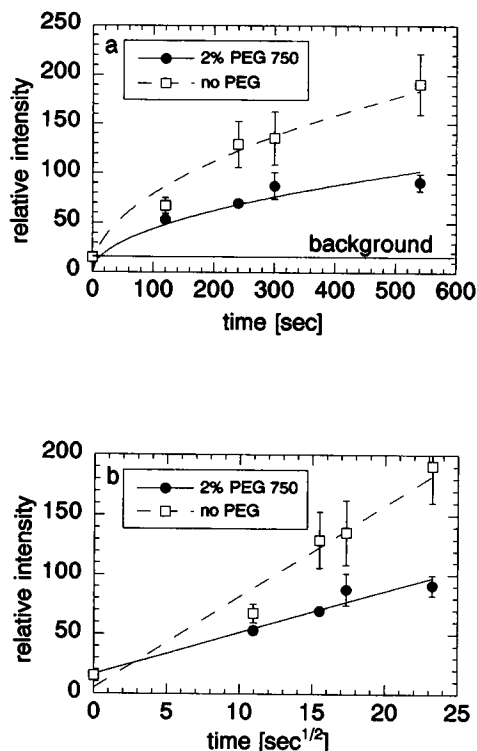 a
2% PEG 750
no PEG
250
200
150
100
50
0
relative intensity
background
0 100 200 300 400 500 600
time [sec]
b
2% PEG 750
no PEG
200
150
100
50
0
relative intensity
0 5 10 15 20 25
time [sec1/2]